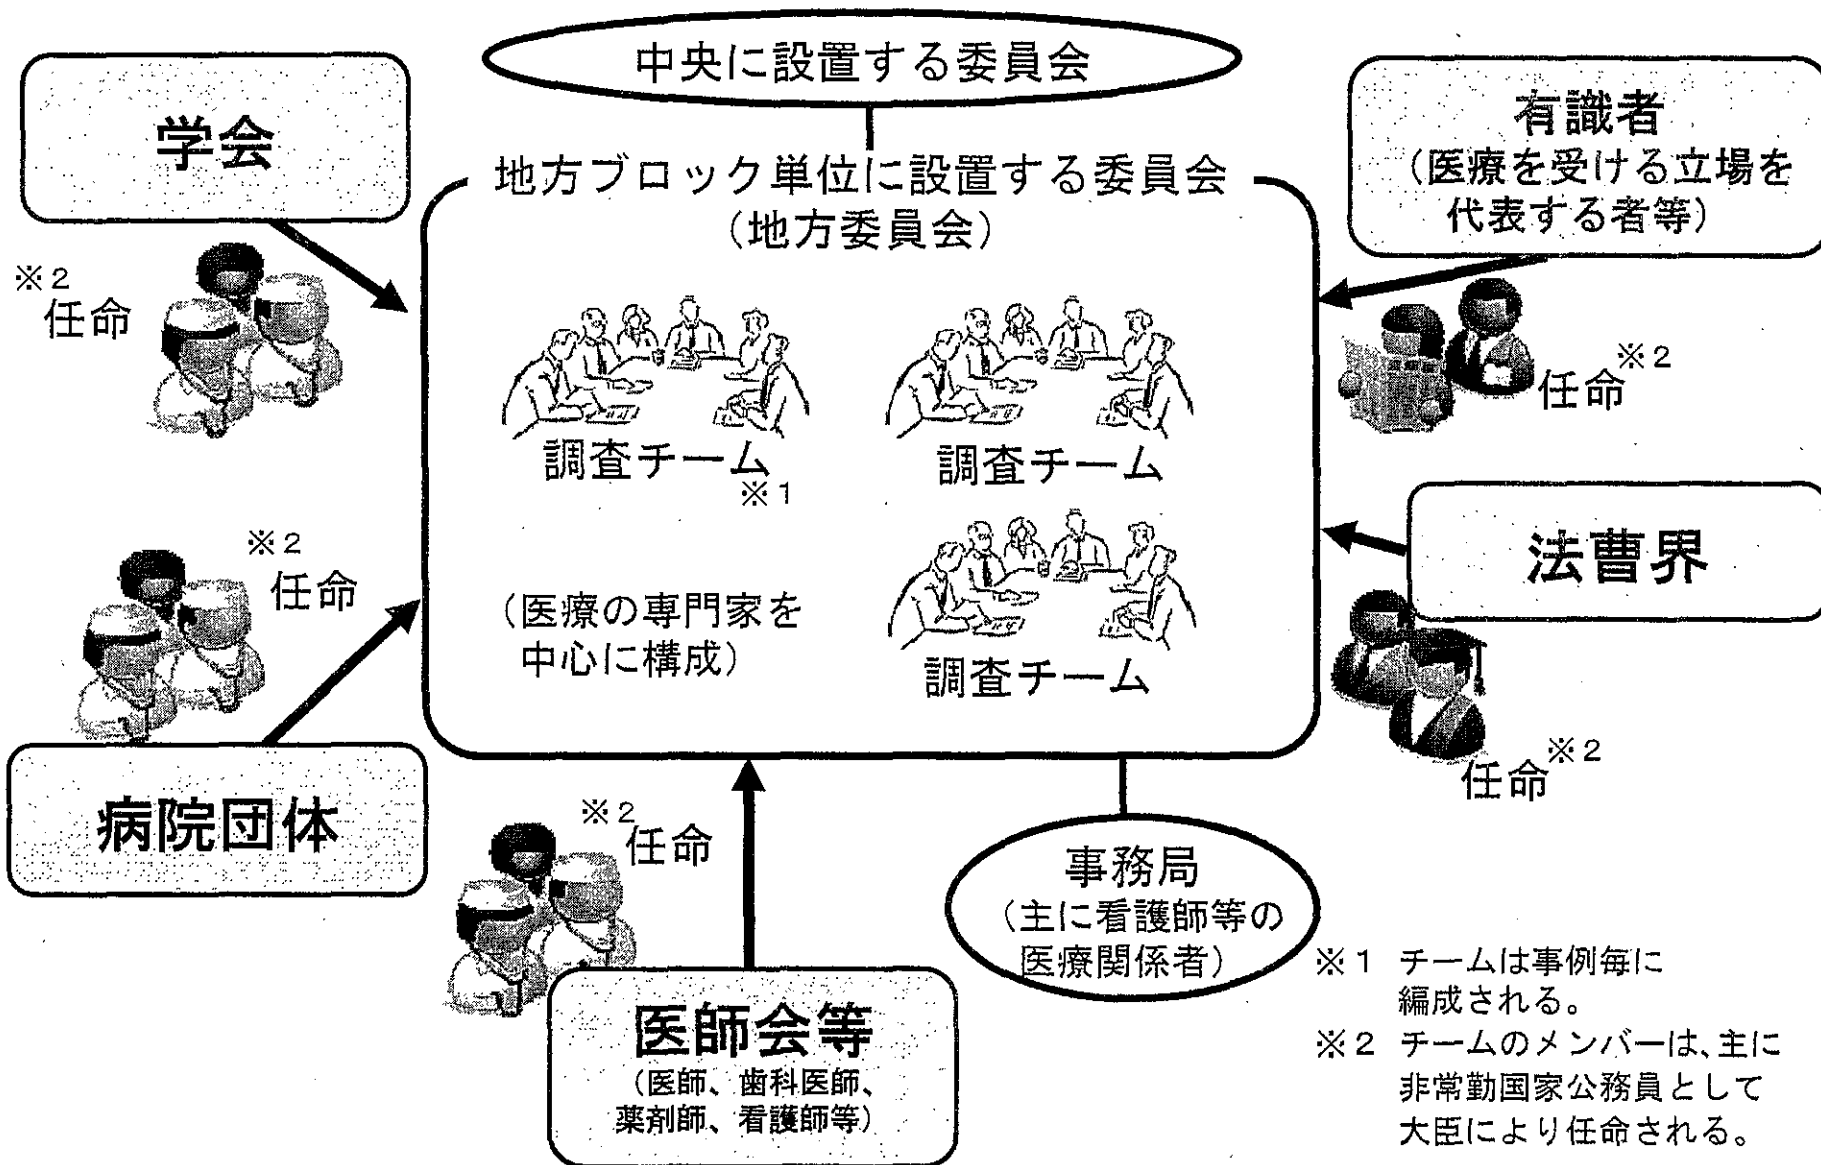 中央に設置する委員会
学会
有識者
(医療を受ける立場を
代表する者等)
地方ブロック単位に設置する委員会
(地方委員会)
※2
任命
任命※2
調査チーム
※1
調査チーム
法曹界
※2
任命
(医療の専門家を
中心に構成)
調査チーム
任命※2
病院団体
※2
任命
事務局
(主に看護師等の
医療関係者)
医師会等
(医師、歯科医師、
薬剤師、看護師等)
※1 チームは事例毎に
編成される。
※2 チームのメンバーは、主に
非常勤国家公務員として
大臣により任命される。